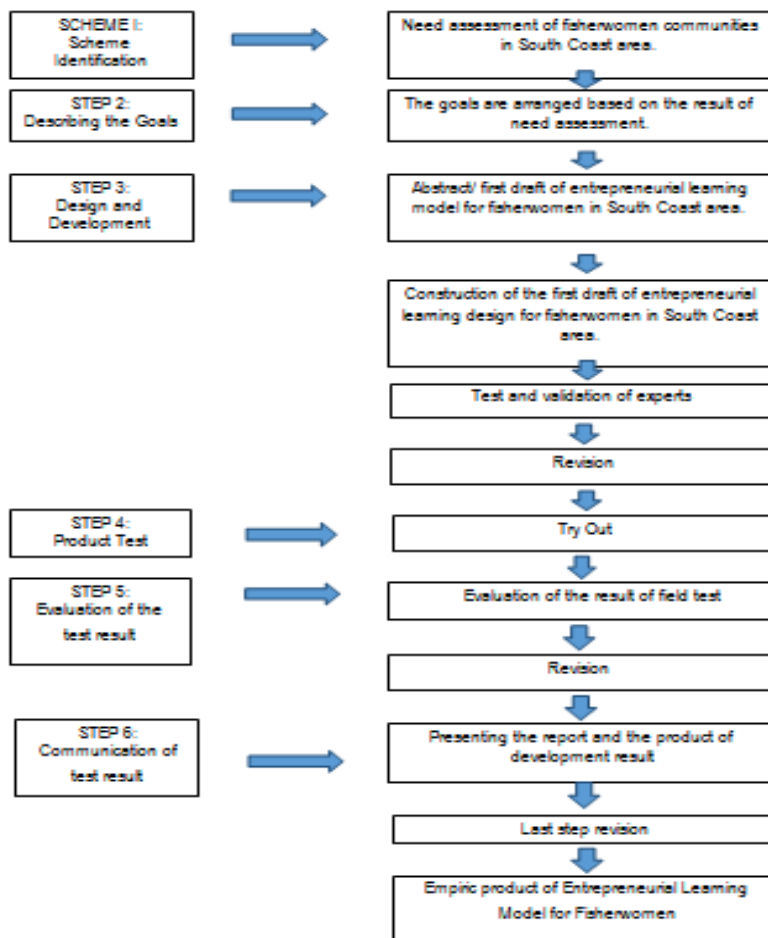 SCHEME I:
Scheme
Identification
Need assessment of fisherwomen communities
in South Coast area.
STEP 2:
Describing the Goals
The goals are arranged based on the result of
need assessment.
STEP 3:
Design and
Development
Abstract/ first draft of entrepreneurial learning
model for fisherwomen in South Coast area.
Construction of the first draft of entrepreneurial
learning design for fisherwomen in South Coast
area.
Test and validation of experts
Revision
STEP 4:
Product Test
Try Out
STEP 5:
Evaluation of the
test result
Evaluation of the result of field test
Revision
STEP 6:
Communication of
test result
Presenting the report and the product of
development result
Last step revision
Empiric product of Entrepreneurial Learning
Model for Fisherwomen